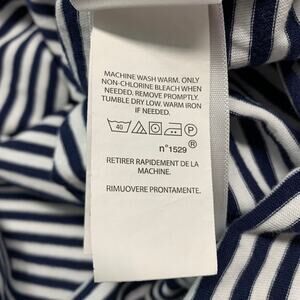 MACHINE WASH WARM. ONLY
NON-CHLORINE BLEACH WHEN
NEEDED. REMOVE PROMPTLY.
TUMBLE DRY LOW. WARM IRON
IF NEEDED.
40 P
n°1529 ®
RETIRER RAPIDEMENT DE LA
MACHINE.
RIMUOVERE PRONTAMENTE.